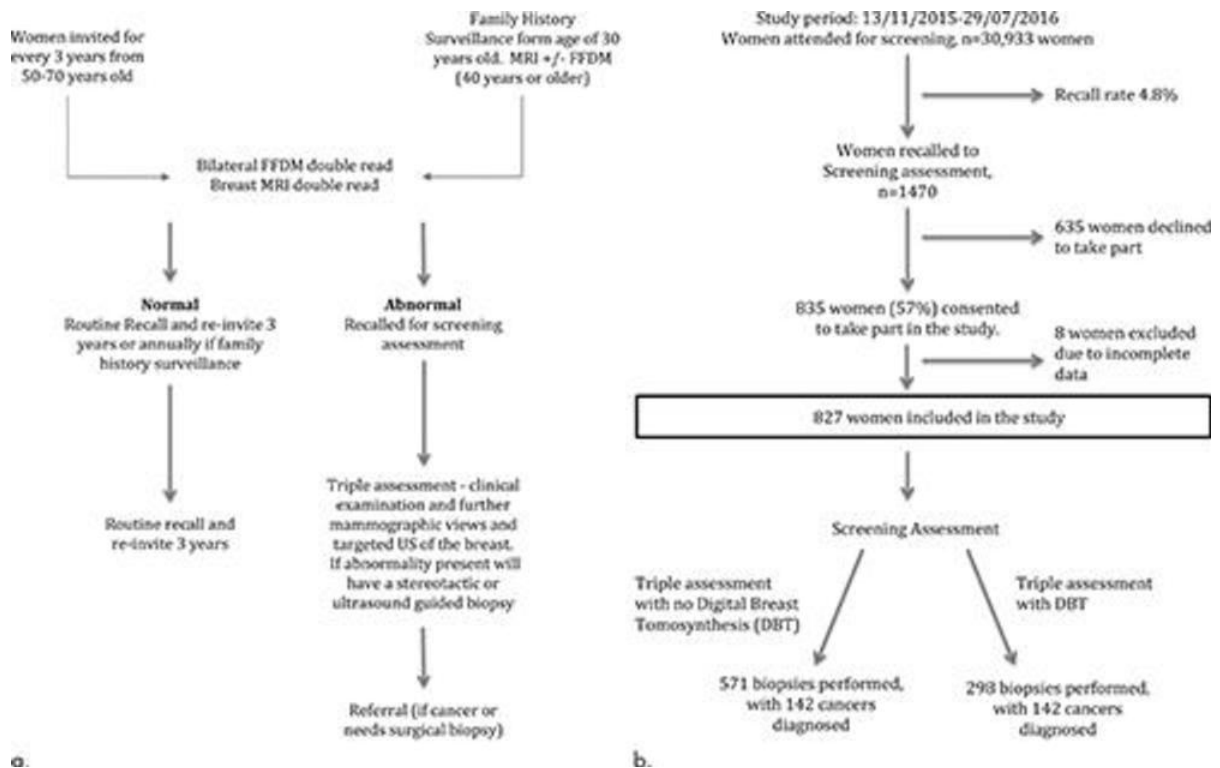 Women invited for
every 3 years from
50-70 years old
Family History
Surveillance form age of 30
years old. MRI +/- FFDM
(40 years or older)
Bilateral FFDM double read
Breast MRI double read
Normal
Routine Recall and re-invite 3
years or annually if family
history surveillance
Abnormal
Recalled for screening
assessment
Routine recall and
re-invite 3 years
Triple assessment - clinical
examination and further
mammographic views and
targeted US of the breast.
If abnormality present will
have a stereotactic or
ultrasound guided biopsy
Referral (if cancer or
needs surgical biopsy)
a.
Study period: 13/11/2015-29/07/2016
Women attended for screening, n=30,933 women
Recall rate 4.8%
Women recalled to
Screening assessment,
n=1470
635 women declined
to take part
835 women (57%) consented
to take part in the study.
8 women excluded
due to incomplete
data
827 women included in the study
Screening Assessment
Triple assessment
with no Digital Breast
Tomosynthesis (DBT)
Triple assessment
with DBT
571 biopsies performed,
with 142 cancers
diagnosed
298 biopsies performed,
with 142 cancers
diagnosed
b.